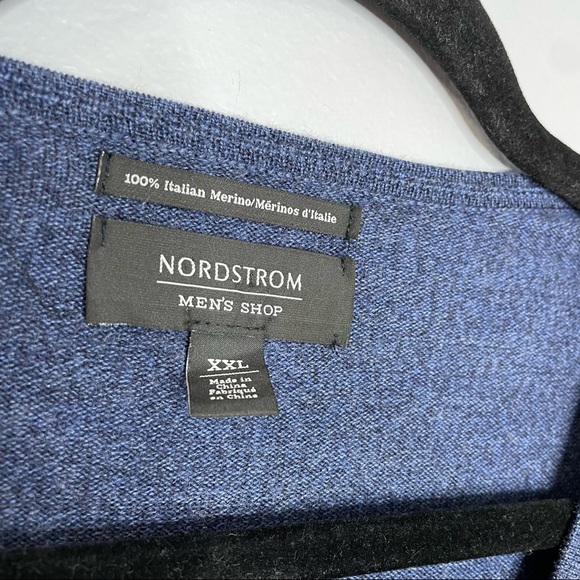 100% Italian Merino/Mérinos d'Italie
NORDSTROM
MEN'S SHOP
XXL
Made in
China
Fabriqué
en Chine